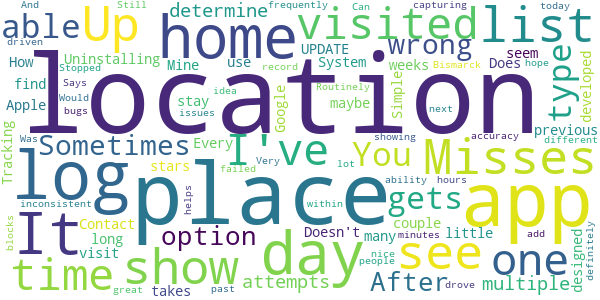 And
Still
frequently
Can
capturing
today
able
Up
determine
home
visited
list
driven
How
Uninstalling
Mine
use
UPDATE
System
wrong
Does
seem
type
developed
Stopped
Says
record
weeks
Simple
Bismarck
hope
find
Would
bugs
idea
Google
Routinely
next
Apple
issues
stay
maybe
location
previous
different
Was
Very
lot
showing
accuracy
Tracking
Sometimes
Every
failed
I've
You
Misses
log
place
stars
within
ability
hours
app
inconsistent
helps
gets
It
Contact
option
day
Doesn't
couple
minutes
add
see
one
designed
definitely
long
visit
many
little
blocks
time
show
attempts
nice
people
After
drove
multiple
great
takes
past